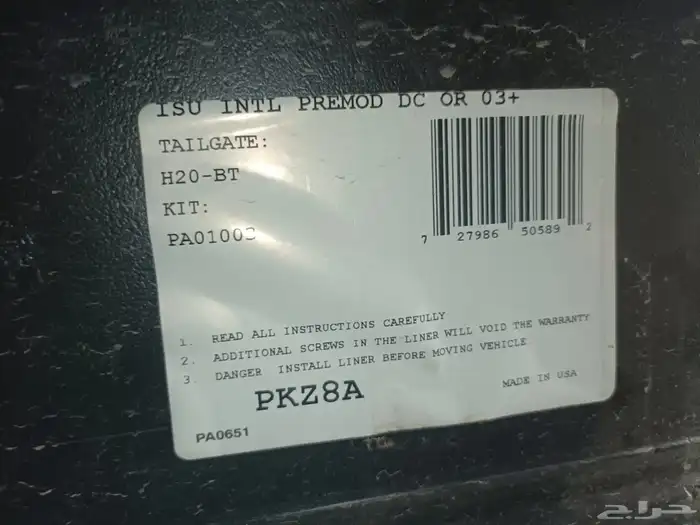 ISU INTL PREMOD DC OR 03+
TAILGATE:
H20-BT
KIT:
7 27986 50589 2
1. READ ALL INSTRUCTIONS CAREFULLY
2. ADDITIONAL SCREWS IN THE LINER WILL VOID THE WARRANTY
3. DANGER INSTALL LINER BEFORE MOVING VEHICLE
PKZ8A
MADE IN USA
PA0651
حراج